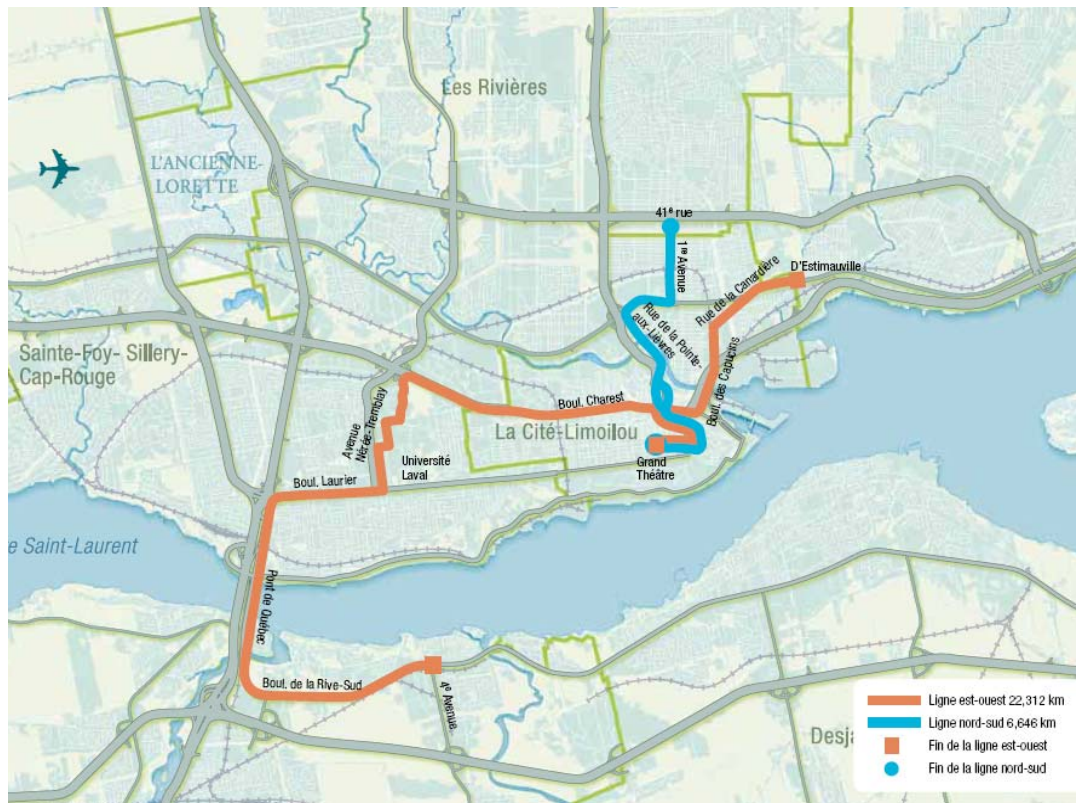 Les Rivières
L'ANCIENNE-
LORETTE
41e rue
1re Avenue
D'Estimauville
Rue de la Canardière
Rue de la Pointe-
aux-Lièvres
Sainte-Foy- Sillery-
Cap-Rouge
Boul. des Capucins
Boul. Charest
Avenue
Nérée-Tremblay
La Cité-Limoilou
Université
Laval
Grand
Théâtre
Boul. Laurier
e Saint-Laurent
Pont de Québec
Boul. de la Rive-Sud
4e Avenue.
Desja
Ligne est-ouest 22,312 km
Ligne nord-sud 6,646 km
Fin de la ligne est-ouest
Fin de la ligne nord-sud